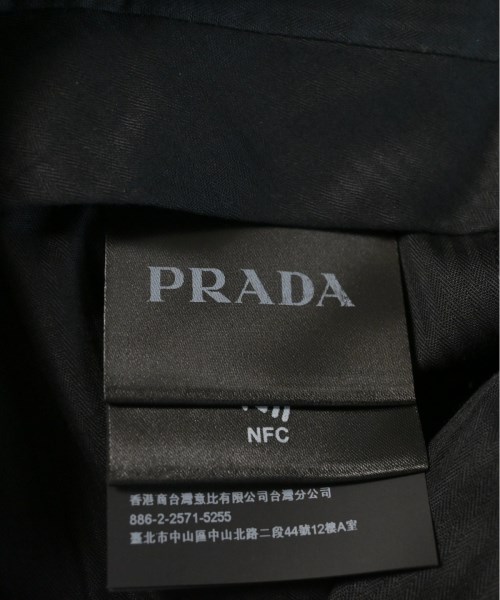 PRADA
NFC
香港商台灣意比有限公司台灣分公司
886-2-2571-5255
臺北市中山區中山北路二段44號12樓A室